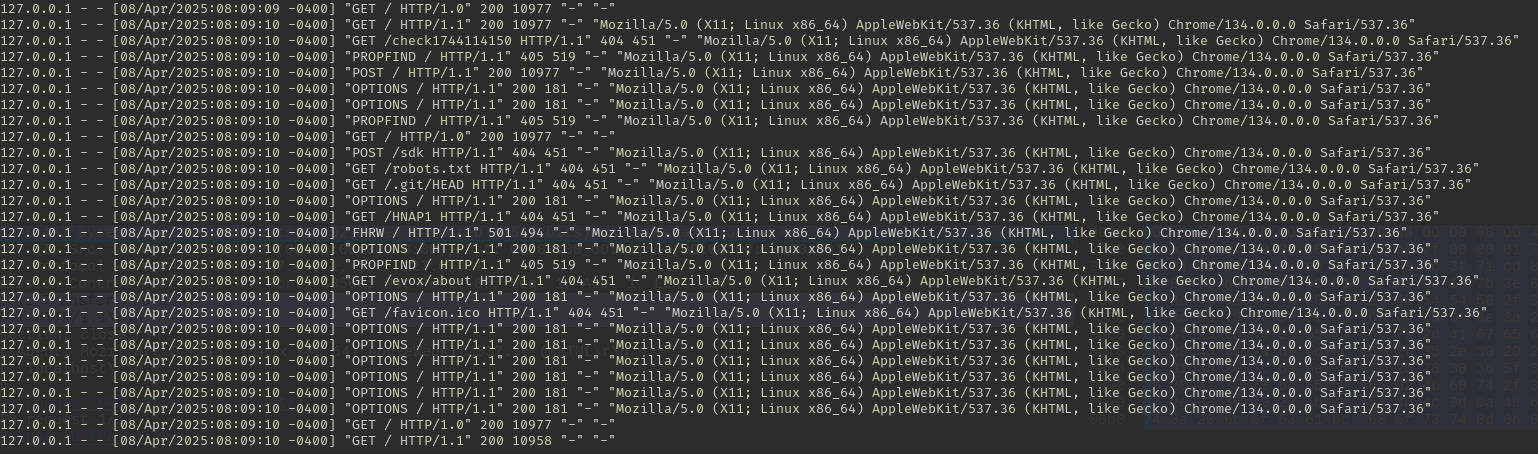 127.0.0.1 - - [08/Apr/2025:08:09:09 -0400] "GET / HTTP/1.0" 200 10977 "-" "-"
127.0.0.1 - - [08/Apr/2025:08:09:10 -0400] "GET / HTTP/1.1" 200 10977 "-" "Mozilla/5.0 (X11; Linux x86_64) AppleWebKit/537.36 (KHTML, like Gecko) Chrome/134.0.0.0 Safari/537.36"
127.0.0.1 - - [08/Apr/2025:08:09:10 -0400] "GET /check1744114150 HTTP/1.1" 404 451 "-" "Mozilla/5.0 (X11; Linux x86_64) AppleWebKit/537.36 (KHTML, like Gecko) Chrome/134.0.0.0 Safari/537.36"
127.0.0.1 - - [08/Apr/2025:08:09:10 -0400] "PROPFIND / HTTP/1.1" 405 519 "-" "Mozilla/5.0 (X11; Linux x86_64) AppleWebKit/537.36 (KHTML, like Gecko) Chrome/134.0.0.0 Safari/537.36"
127.0.0.1 - - [08/Apr/2025:08:09:10 -0400] "POST / HTTP/1.1" 200 10977 "-" "Mozilla/5.0 (X11; Linux x86_64) AppleWebKit/537.36 (KHTML, like Gecko) Chrome/134.0.0.0 Safari/537.36"
127.0.0.1 - - [08/Apr/2025:08:09:10 -0400] "OPTIONS / HTTP/1.1" 200 181 "-" "Mozilla/5.0 (X11; Linux x86_64) AppleWebKit/537.36 (KHTML, like Gecko) Chrome/134.0.0.0 Safari/537.36"
127.0.0.1 - - [08/Apr/2025:08:09:10 -0400] "OPTIONS / HTTP/1.1" 200 181 "-" "Mozilla/5.0 (X11; Linux x86_64) AppleWebKit/537.36 (KHTML, like Gecko) Chrome/134.0.0.0 Safari/537.36"
127.0.0.1 - - [08/Apr/2025:08:09:10 -0400] "PROPFIND / HTTP/1.1" 405 519 "-" "Mozilla/5.0 (X11; Linux x86_64) AppleWebKit/537.36 (KHTML, like Gecko) Chrome/134.0.0.0 Safari/537.36"
127.0.0.1 - - [08/Apr/2025:08:09:10 -0400] "GET / HTTP/1.0" 200 10977 "-" "-"
127.0.0.1 - - [08/Apr/2025:08:09:10 -0400] "POST /sdk HTTP/1.1" 404 451 "-" "Mozilla/5.0 (X11; Linux x86_64) AppleWebKit/537.36 (KHTML, like Gecko) Chrome/134.0.0.0 Safari/537.36"
127.0.0.1 - - [08/Apr/2025:08:09:10 -0400] "GET /robots.txt HTTP/1.1" 404 451 "-" "Mozilla/5.0 (X11; Linux x86_64) AppleWebKit/537.36 (KHTML, like Gecko) Chrome/134.0.0.0 Safari/537.36"
127.0.0.1 - - [08/Apr/2025:08:09:10 -0400] "GET /.git/HEAD HTTP/1.1" 404 451 "-" "Mozilla/5.0 (X11; Linux x86_64) AppleWebKit/537.36 (KHTML, like Gecko) Chrome/134.0.0.0 Safari/537.36"
127.0.0.1 - - [08/Apr/2025:08:09:10 -0400] "OPTIONS / HTTP/1.1" 200 181 "-" "Mozilla/5.0 (X11; Linux x86_64) AppleWebKit/537.36 (KHTML, like Gecko) Chrome/134.0.0.0 Safari/537.36"
127.0.0.1 - - [08/Apr/2025:08:09:10 -0400] "GET /HNAP1 HTTP/1.1" 404 451 "-" "Mozilla/5.0 (X11; Linux x86_64) AppleWebKit/537.36 (KHTML, like Gecko) Chrome/134.0.0.0 Safari/537.36"
127.0.0.1 - - [08/Apr/2025:08:09:10 -0400] "FHRW / HTTP/1.1" 501 494 "-" "Mozilla/5.0 (X11; Linux x86_64) AppleWebKit/537.36 (KHTML, like Gecko) Chrome/134.0.0.0 Safari/537.36"
127.0.0.1 - - [08/Apr/2025:08:09:10 -0400] "OPTIONS / HTTP/1.1" 200 181 "-" "Mozilla/5.0 (X11; Linux x86_64) AppleWebKit/537.36 (KHTML, like Gecko) Chrome/134.0.0.0 Safari/537.36"
127.0.0.1 - - [08/Apr/2025:08:09:10 -0400] "PROPFIND / HTTP/1.1" 405 519 "-" "Mozilla/5.0 (X11; Linux x86_64) AppleWebKit/537.36 (KHTML, like Gecko) Chrome/134.0.0.0 Safari/537.36"
127.0.0.1 - - [08/Apr/2025:08:09:10 -0400] "GET /evox/about HTTP/1.1" 404 451 "-" "Mozilla/5.0 (X11; Linux x86_64) AppleWebKit/537.36 (KHTML, like Gecko) Chrome/134.0.0.0 Safari/537.36"
127.0.0.1 - - [08/Apr/2025:08:09:10 -0400] "OPTIONS / HTTP/1.1" 200 181 "-" "Mozilla/5.0 (X11; Linux x86_64) AppleWebKit/537.36 (KHTML, like Gecko) Chrome/134.0.0.0 Safari/537.36"
127.0.0.1 - - [08/Apr/2025:08:09:10 -0400] "GET /favicon.ico HTTP/1.1" 404 451 "-" "Mozilla/5.0 (X11; Linux x86_64) AppleWebKit/537.36 (KHTML, like Gecko) Chrome/134.0.0.0 Safari/537.36"
127.0.0.1 - - [08/Apr/2025:08:09:10 -0400] "OPTIONS / HTTP/1.1" 200 181 "-" "Mozilla/5.0 (X11; Linux x86_64) AppleWebKit/537.36 (KHTML, like Gecko) Chrome/134.0.0.0 Safari/537.36"
127.0.0.1 - - [08/Apr/2025:08:09:10 -0400] "OPTIONS / HTTP/1.1" 200 181 "-" "Mozilla/5.0 (X11; Linux x86_64) AppleWebKit/537.36 (KHTML, like Gecko) Chrome/134.0.0.0 Safari/537.36"
127.0.0.1 - - [08/Apr/2025:08:09:10 -0400] "OPTIONS / HTTP/1.1" 200 181 "-" "Mozilla/5.0 (X11; Linux x86_64) AppleWebKit/537.36 (KHTML, like Gecko) Chrome/134.0.0.0 Safari/537.36"
127.0.0.1 - - [08/Apr/2025:08:09:10 -0400] "OPTIONS / HTTP/1.1" 200 181 "-" "Mozilla/5.0 (X11; Linux x86_64) AppleWebKit/537.36 (KHTML, like Gecko) Chrome/134.0.0.0 Safari/537.36"
127.0.0.1 - - [08/Apr/2025:08:09:10 -0400] "OPTIONS / HTTP/1.1" 200 181 "-" "Mozilla/5.0 (X11; Linux x86_64) AppleWebKit/537.36 (KHTML, like Gecko) Chrome/134.0.0.0 Safari/537.36"
127.0.0.1 - - [08/Apr/2025:08:09:10 -0400] "OPTIONS / HTTP/1.1" 200 181 "-" "Mozilla/5.0 (X11; Linux x86_64) AppleWebKit/537.36 (KHTML, like Gecko) Chrome/134.0.0.0 Safari/537.36"
127.0.0.1 - - [08/Apr/2025:08:09:10 -0400] "GET / HTTP/1.0" 200 10977 "-" "-"
127.0.0.1 - - [08/Apr/2025:08:09:10 -0400] "GET / HTTP/1.1" 200 10958 "-" "-"